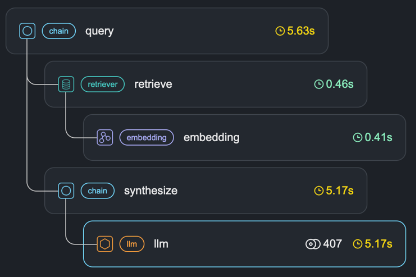 chain query 5.63s
retriever retrieve 0.46s
embedding embedding 0.41s
chain synthesize 5.17s
llm llm 407 5.17s